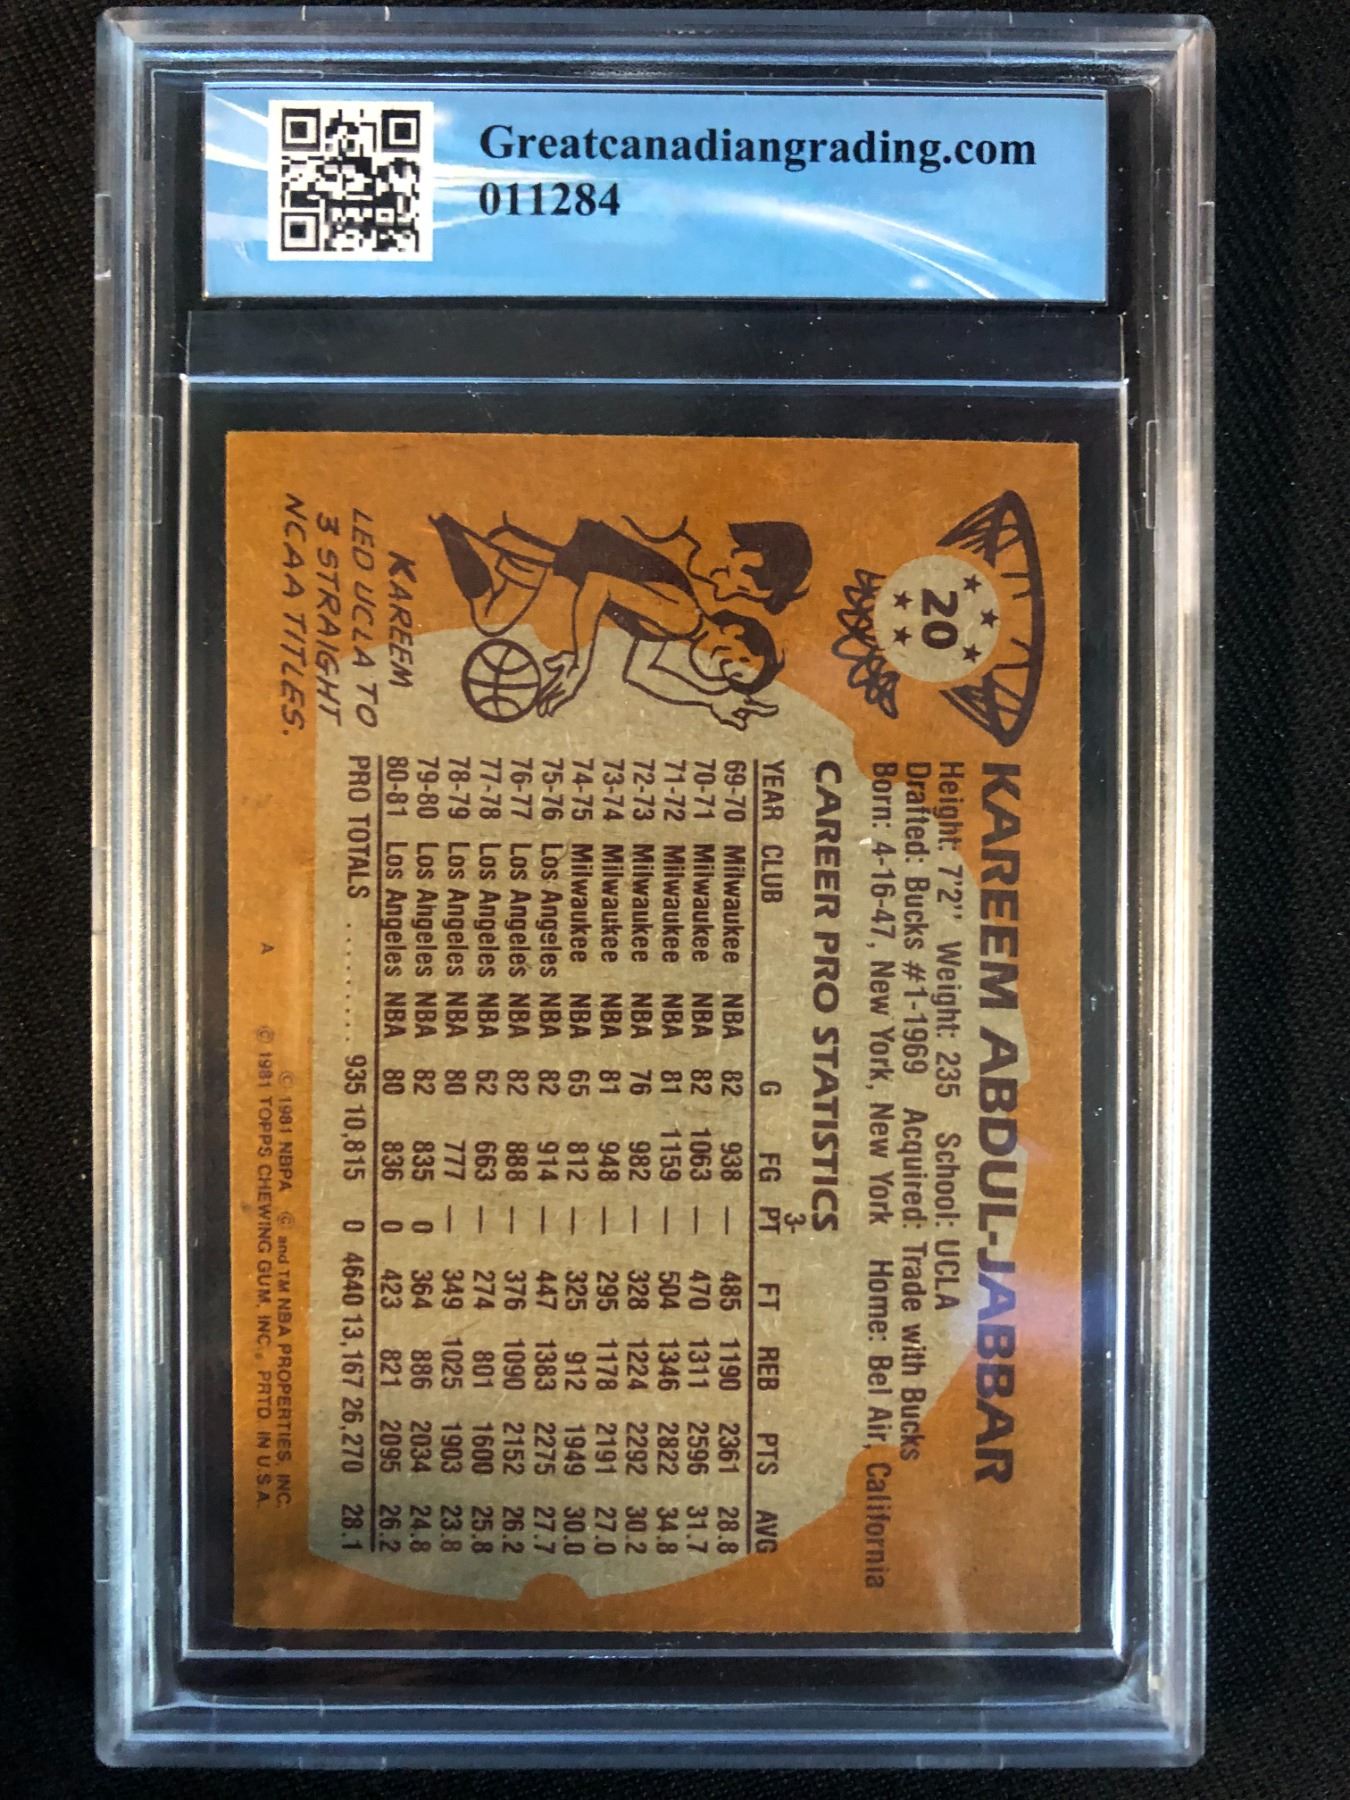 Greatcanadiangrading.com
011284
20
KAREEM ABDUL-JABBAR
Height: 7'2" Weight: 235 School: UCLA
Drafted: Bucks #1-1969 Acquired: Trade with Bucks
Born: 4-16-47, New York, New York Home: Bel Air, California
CAREER PRO STATISTICS
YEAR CLUB G FG 3-PT FT REB PTS AVG
69-70 Milwaukee NBA 82 938 — 485 1190 2361 28.8
70-71 Milwaukee NBA 82 1063 — 470 1311 2596 31.7
71-72 Milwaukee NBA 81 1159 — 504 1346 2822 34.8
72-73 Milwaukee NBA 76 982 — 328 1224 2292 30.2
73-74 Milwaukee NBA 81 948 — 295 1178 2191 27.0
74-75 Milwaukee NBA 65 812 — 325 912 1949 30.0
75-76 Los Angeles NBA 82 914 — 447 1383 2275 27.7
76-77 Los Angeles NBA 82 888 — 376 1090 2152 26.2
77-78 Los Angeles NBA 62 663 — 274 801 1600 25.8
78-79 Los Angeles NBA 80 777 — 349 1025 1903 23.8
79-80 Los Angeles NBA 82 835 0 364 886 2034 24.8
80-81 Los Angeles NBA 80 836 0 423 821 2095 26.2
PRO TOTALS ......... 935 10,815 0 4640 13,167 26,270 28.1
KAREEM
LED UCLA TO
3 STRAIGHT
NCAA TITLES.
© 1981 NBPA © and TM NBA PROPERTIES, INC.
A © 1981 TOPPS CHEWING GUM, INC., PRTD. IN U.S.A.